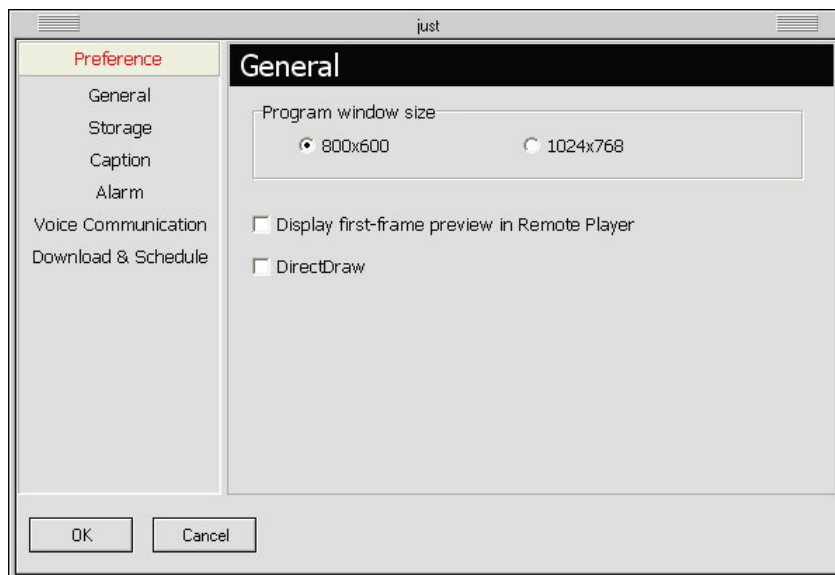 just
Preference
General
Storage
Caption
Alarm
Voice Communication
Download & Schedule
General
Program window size
800x600 1024x768
Display first-frame preview in Remote Player
DirectDraw
OK Cancel